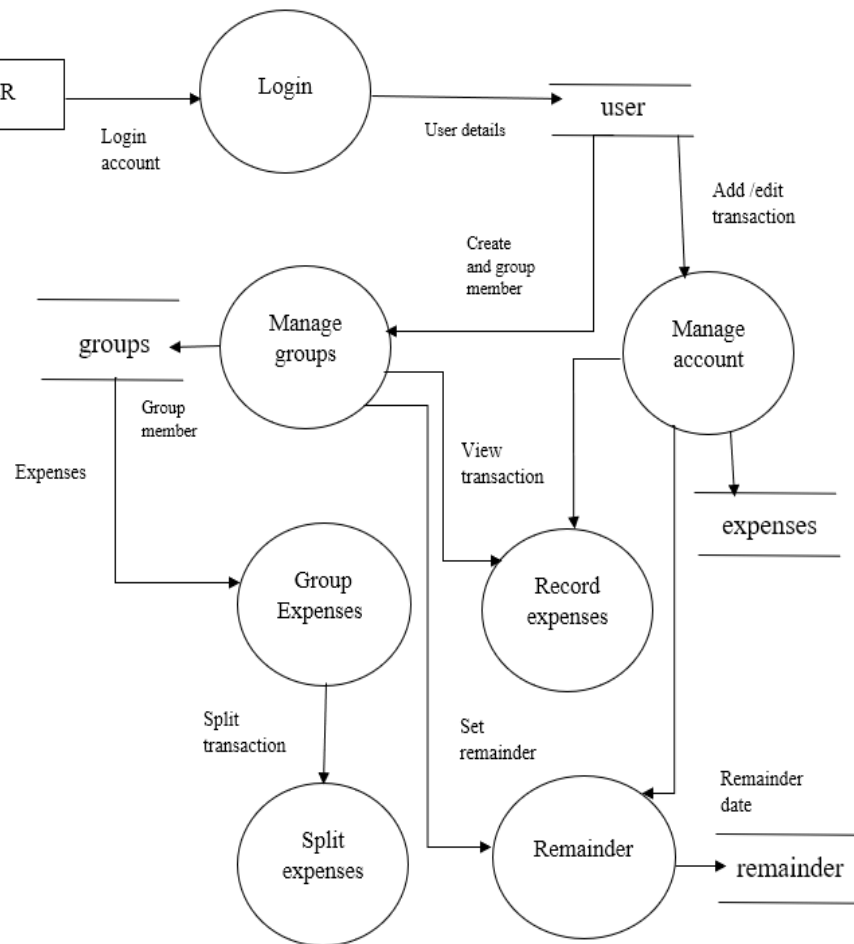 R
Login
Login
account
User details
user
Add /edit
transaction
Create
and group
member
Manage
groups
groups
Manage
account
Group
member
Expenses
View
transaction
expenses
Group
Expenses
Record
expenses
Split
transaction
Set
remainder
Remainder
date
Split
expenses
Remainder
remainder